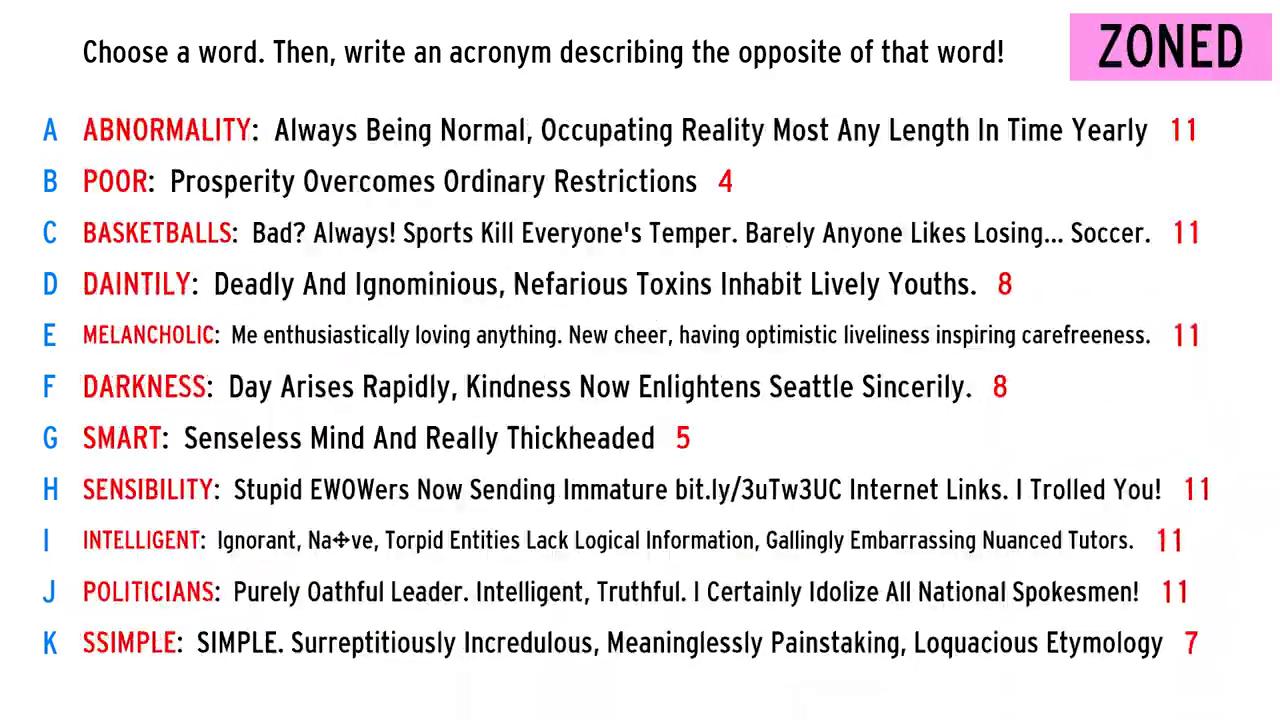 Choose a word. Then, write an acronym describing the opposite of that word!
ZONED
A ABNORMALITY: Always Being Normal, Occupating Reality Most Any Length In Time Yearly 11
B POOR: Prosperity Overcomes Ordinary Restrictions 4
C BASKETBALLS: Bad? Always! Sports Kill Everyone's Temper. Barely Anyone Likes Losing... Soccer. 11
D DAINTILY: Deadly And Ignominious, Nefarious Toxins Inhabit Lively Youths. 8
E MELANCHOLIC: Me enthusiastically loving anything. New cheer, having optimistic liveliness inspiring carefreeness. 11
F DARKNESS: Day Arises Rapidly, Kindness Now Enlightens Seattle Sincerily. 8
G SMART: Senseless Mind And Really Thickheaded 5
H SENSIBILITY: Stupid EWOWers Now Sending Immature bit.ly/3uTw3UC Internet Links. I Trolled You! 11
I INTELLIGENT: Ignorant, Na✣ve, Torpid Entities Lack Logical Information, Gallingly Embarrassing Nuanced Tutors. 11
J POLITICIANS: Purely Oathful Leader. Intelligent, Truthful. I Certainly Idolize All National Spokesmen! 11
K SSIMPLE: SIMPLE. Surreptitiously Incredulous, Meaninglessly Painstaking, Loquacious Etymology 7